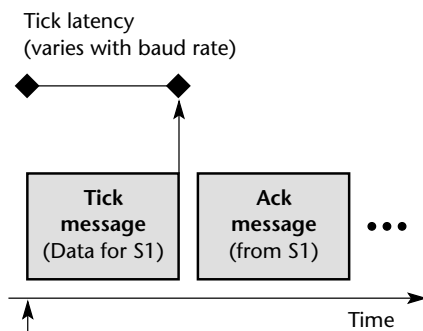 Tick latency
(varies with baud rate)
Tick
message
(Data for S1)
Ack
message
(from S1)
Time